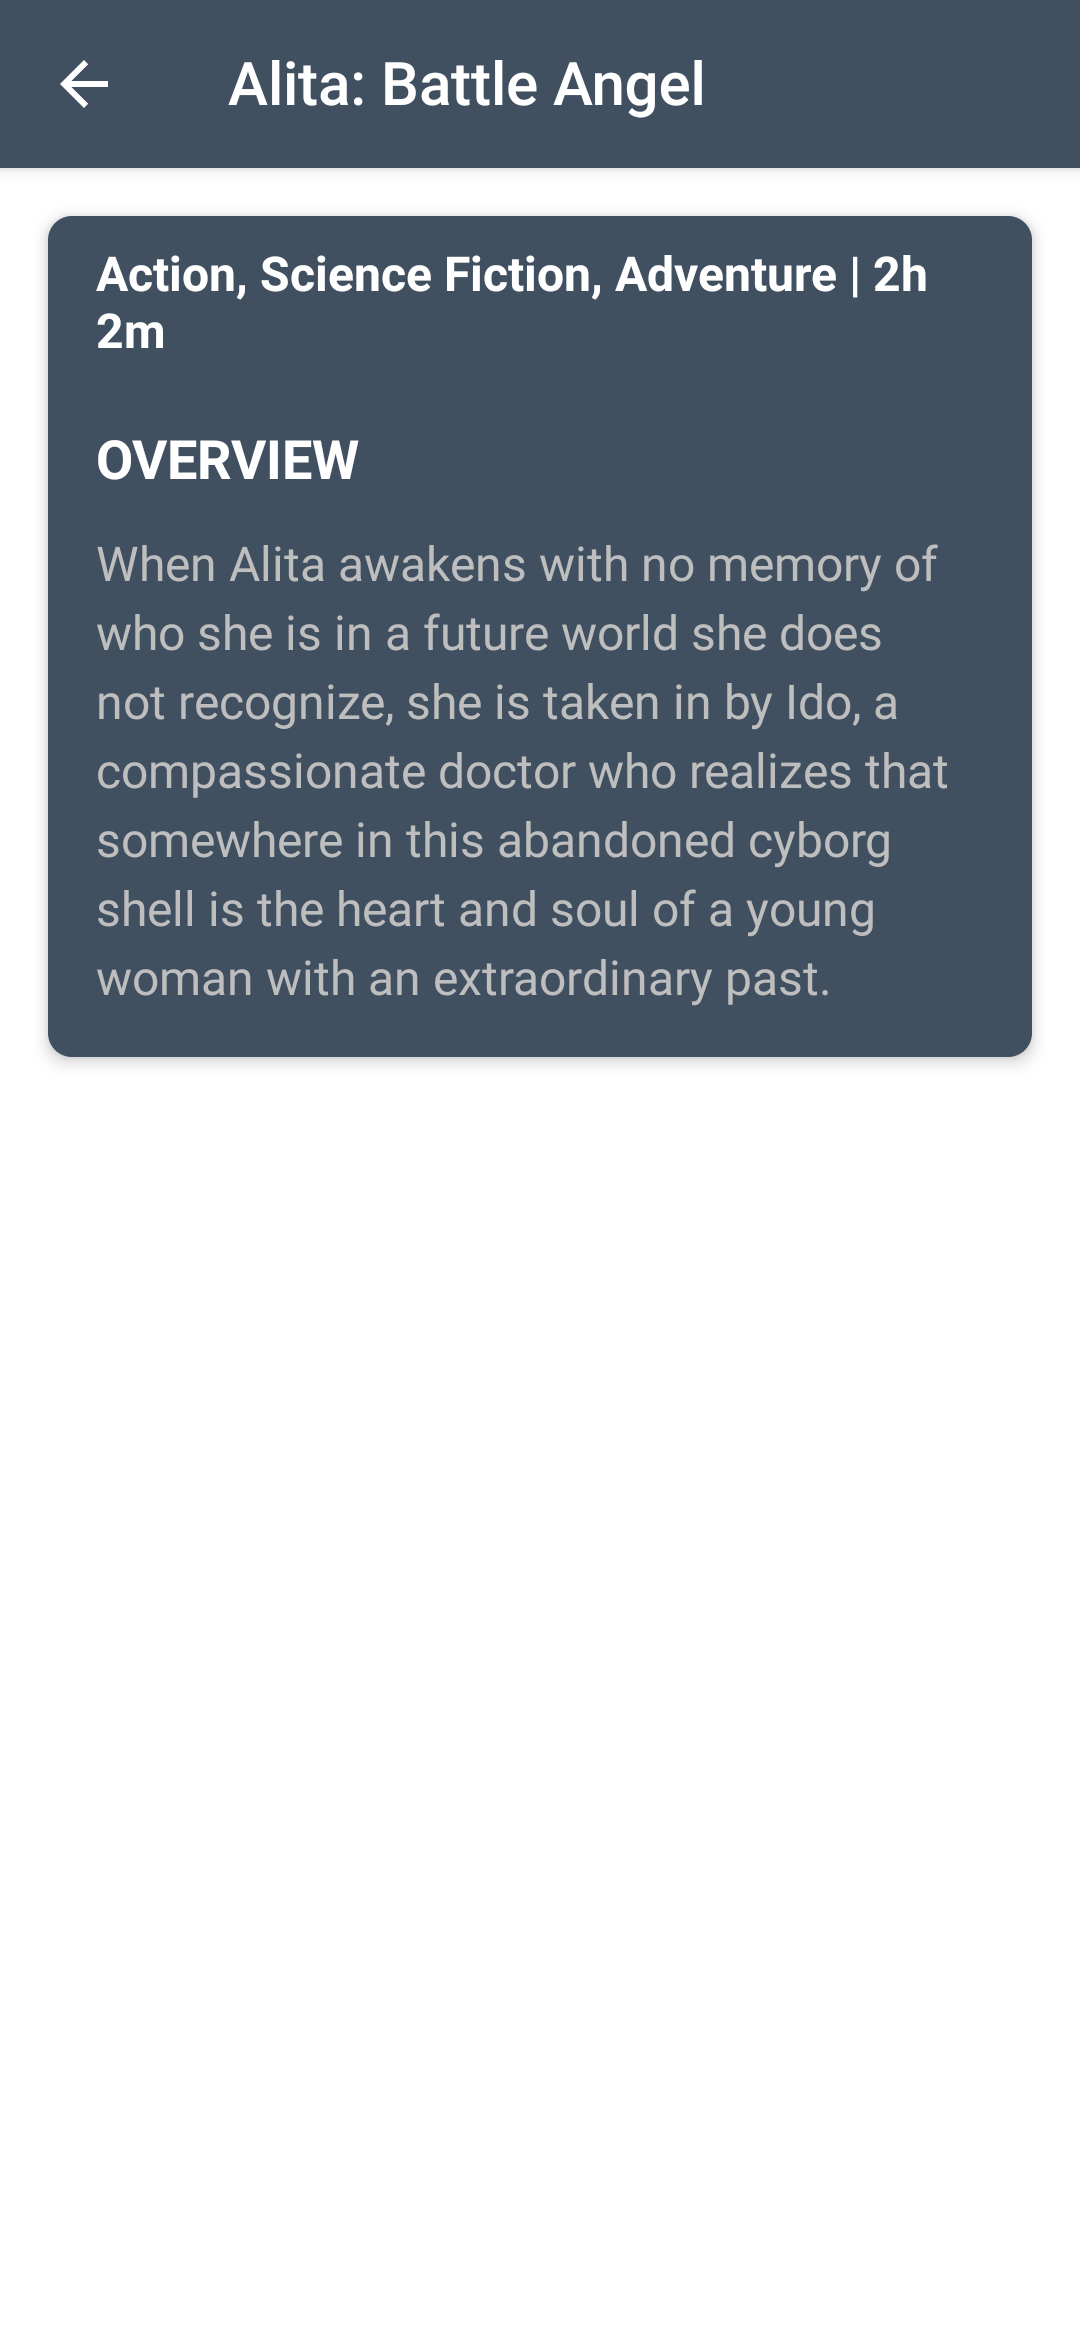 Alita: Battle Angel
Action, Science Fiction, Adventure | 2h
2m
OVERVIEW
When Alita awakens with no memory of
who she is in a future world she does
not recognize, she is taken in by Ido, a
compassionate doctor who realizes that
somewhere in this abandoned cyborg
shell is the heart and soul of a young
woman with an extraordinary past.